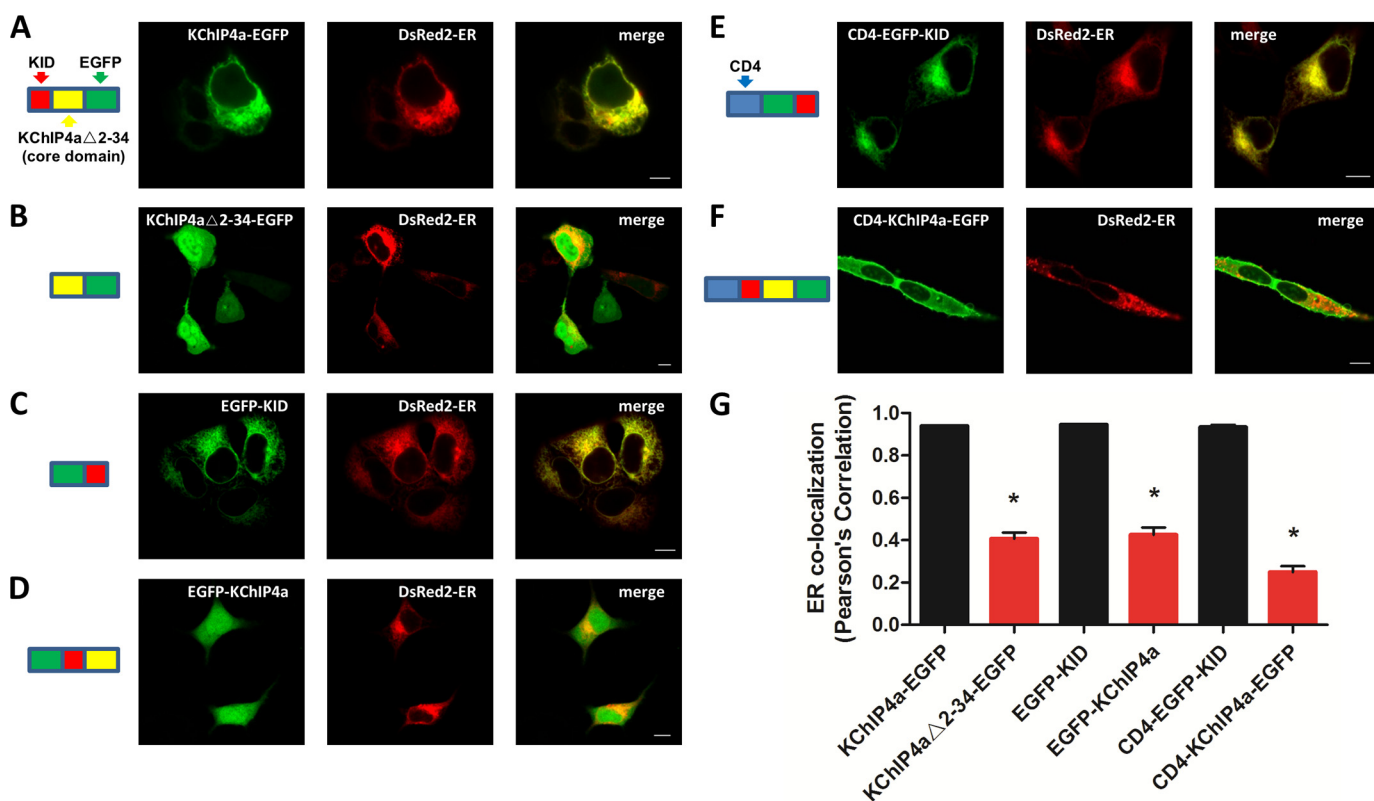 A
KChIP4a-EGFP
DsRed2-ER
merge
KID
EGFP
KChIP4a△2-34
(core domain)
B
KChIP4a△2-34-EGFP
DsRed2-ER
merge
C
EGFP-KID
DsRed2-ER
merge
D
EGFP-KChIP4a
DsRed2-ER
merge
E
CD4-EGFP-KID
DsRed2-ER
merge
CD4
F
CD4-KChIP4a-EGFP
DsRed2-ER
merge
G
ER co-localization
(Pearson's Correlation)
1.0
0.8
0.6
0.4
0.2
0.0
*
*
*
KChIP4a-EGFP
KChIP4a△2-34-EGFP
EGFP-KID
EGFP-KChIP4a
CD4-EGFP-KID
CD4-KChIP4a-EGFP